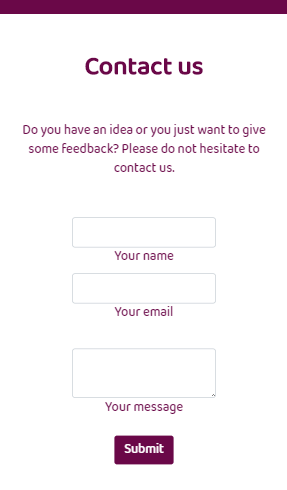 Contact us
Do you have an idea or you just want to give
some feedback? Please do not hesitate to
contact us.
Your name
Your email
Your message
Submit